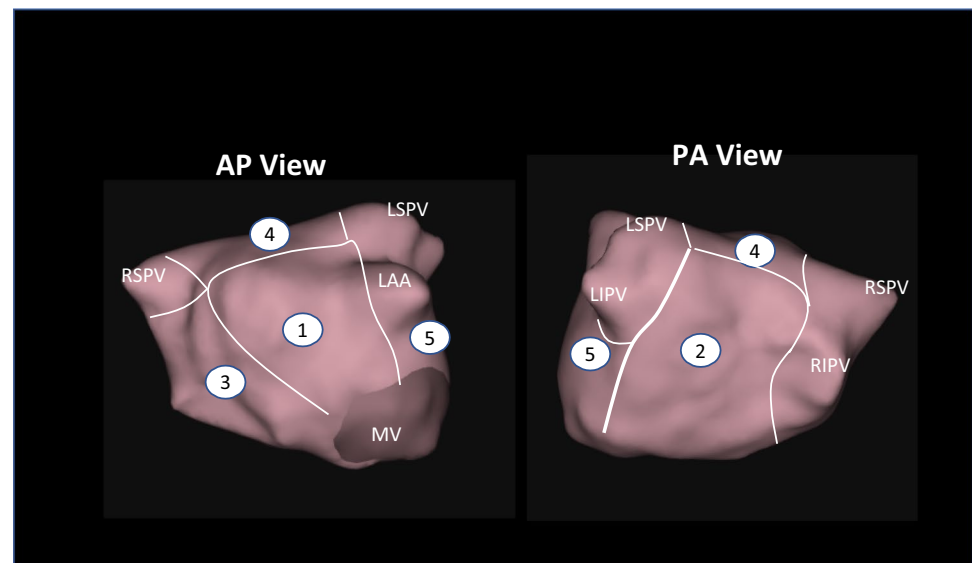 AP View
PA View
LSPV
4
RSPV
LAA
1
5
3
MV
LSPV
4
RSPV
LIPV
5
2
RIPV